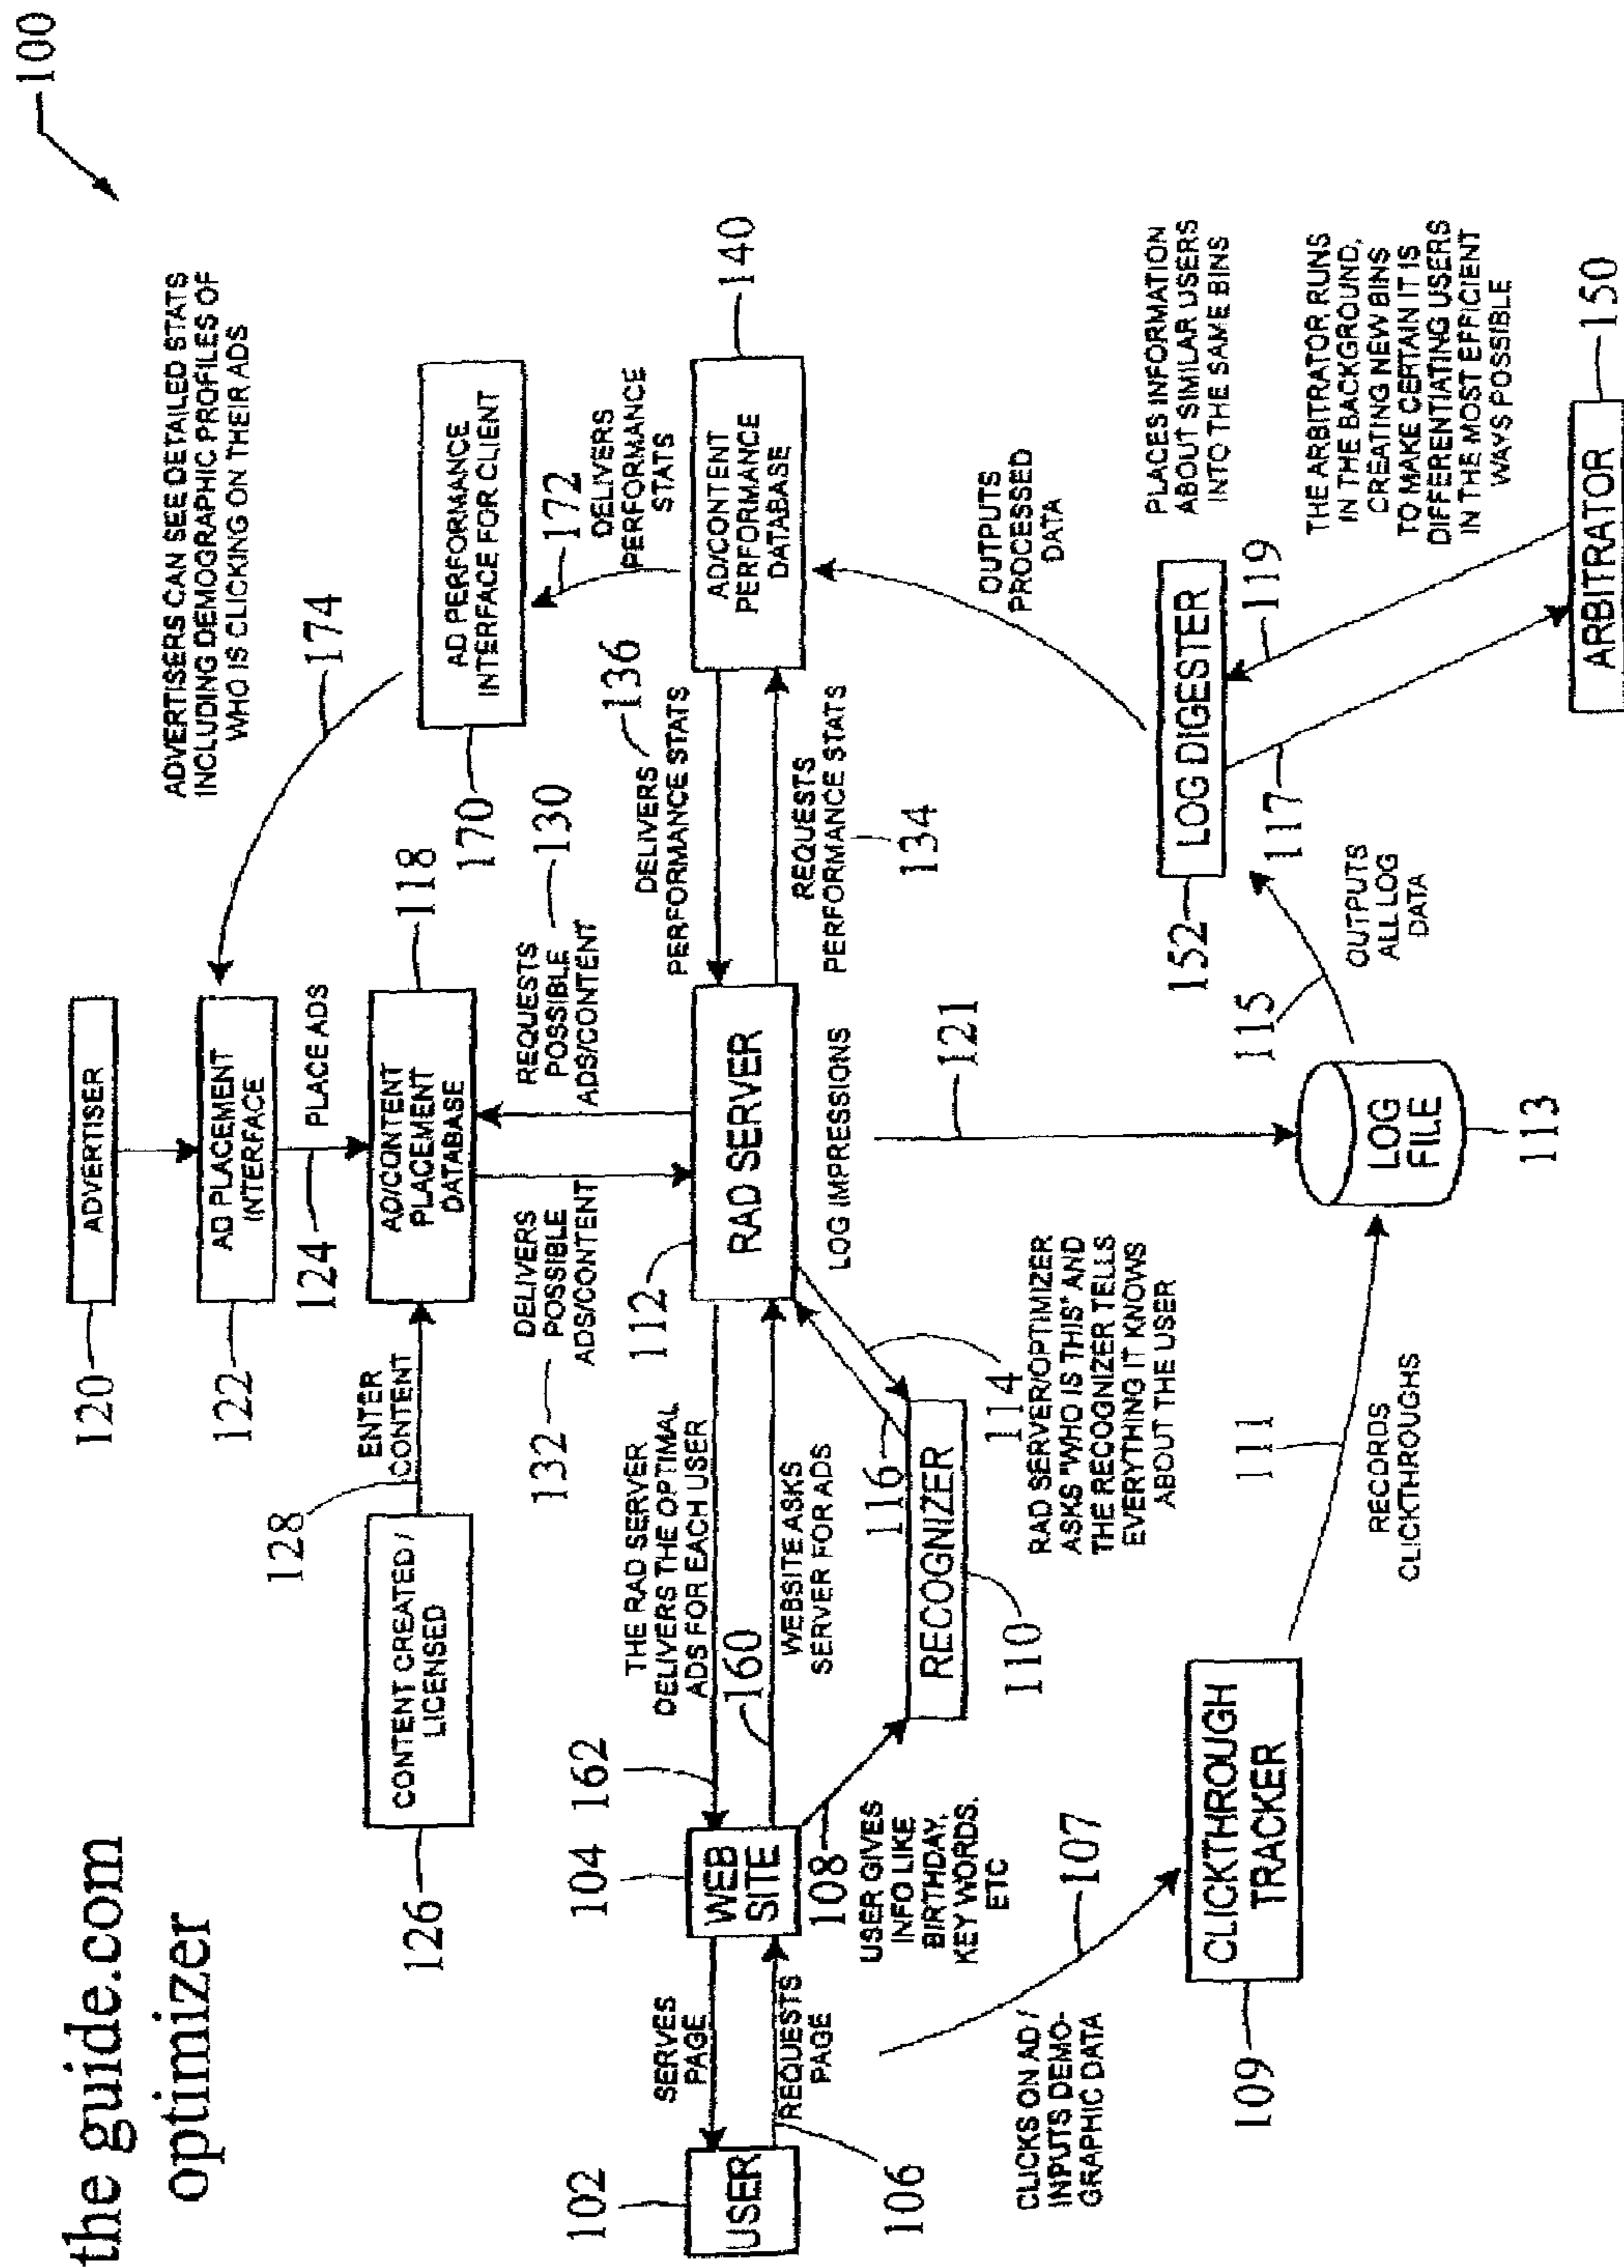 the guide.com
optimizer
100
120
ADVERTISER
122
AD PLACEMENT
INTERFACE
124
PLACE ADS
ADVERTISERS CAN SEE DETAILED STATS
INCLUDING DEMOGRAPHIC PROFILES OF
WHO IS CLICKING ON THEIR ADS
174
126
CONTENT CREATED /
LICENSED
128
ENTER
CONTENT
AD/CONTENT
PLACEMENT
DATABASE
118
170
AD PERFORMANCE
INTERFACE FOR CLIENT
132
DELIVERS
POSSIBLE
ADS/CONTENT
REQUESTS
POSSIBLE
ADS/CONTENT
130
172
DELIVERS
PERFORMANCE
STATS
102
USER
SERVES
PAGE
REQUESTS
PAGE
106
104
WEB
SITE
162
THE RAD SERVER
DELIVERS THE OPTIMAL
ADS FOR EACH USER
160
WEBSITE ASKS
SERVER FOR ADS
112
RAD SERVER
DELIVERS
PERFORMANCE STATS
136
REQUESTS
PERFORMANCE STATS
134
AD/CONTENT
PERFORMANCE
DATABASE
140
108
USER GIVES
INFO LIKE
BIRTHDAY,
KEY WORDS.
ETC
RECOGNIZER
110
116
114
RAD SERVER/OPTIMIZER
ASKS "WHO IS THIS" AND
THE RECOGNIZER TELLS
EVERYTHING IT KNOWS
ABOUT THE USER
LOG IMPRESSIONS
121
CLICKS ON AD /
INPUTS DEMO-
GRAPHIC DATA
107
109
CLICKTHROUGH
TRACKER
111
RECORDS
CLICKTHROUGHS
LOG
FILE
113
115
OUTPUTS
ALL LOG
DATA
152
LOG DIGESTER
OUTPUTS
PROCESSED
DATA
PLACES INFORMATION
ABOUT SIMILAR USERS
INTO THE SAME BINS
117
119
THE ARBITRATOR RUNS
IN THE BACKGROUND,
CREATING NEW BINS
TO MAKE CERTAIN IT IS
DIFFERENTIATING USERS
IN THE MOST EFFICIENT
WAYS POSSIBLE
ARBITRATOR
150